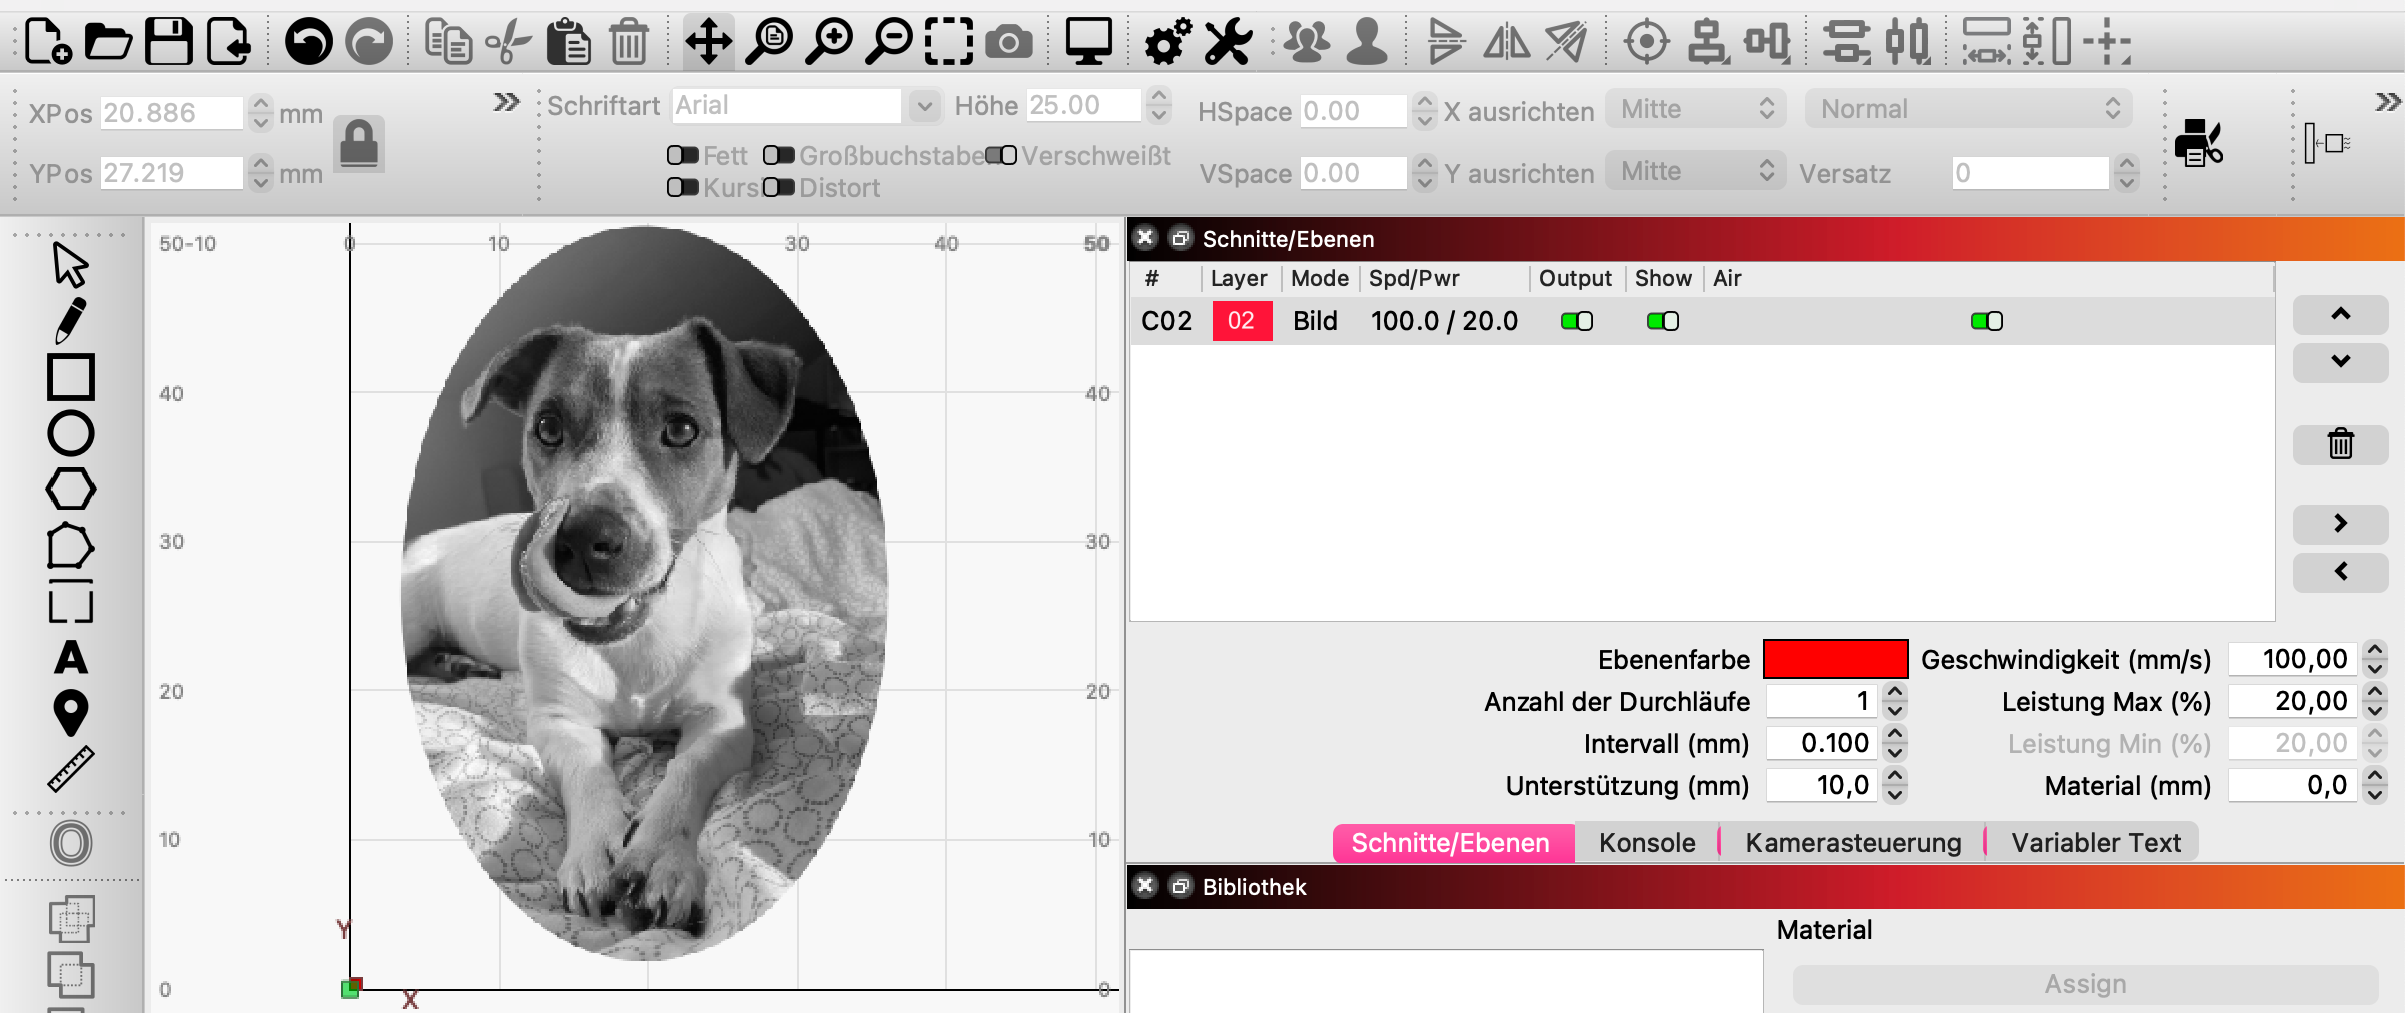 XPos 20.886 mm
YPos 27.219 mm
Schriftart Arial Höhe 25.00
Fett Großbuchstabe Verschweißt
Kursi Distort
HSpace 0.00 X ausrichten Mitte Normal
VSpace 0.00 Y ausrichten Mitte Versatz 0
50 -10 0 10 30 40 50
40 40
30 30
20 20
10 10
0 0
Y
X
Schnitte/Ebenen
# Layer Mode Spd/Pwr Output Show Air
C02 02 Bild 100.0 / 20.0
Ebenenfarbe Geschwindigkeit (mm/s) 100,00
Anzahl der Durchläufe 1 Leistung Max (%) 20,00
Intervall (mm) 0.100 Leistung Min (%) 20,00
Unterstützung (mm) 10,0 Material (mm) 0,0
Schnitte/Ebenen Konsole Kamerasteuerung Variabler Text
Bibliothek
Material
Assign